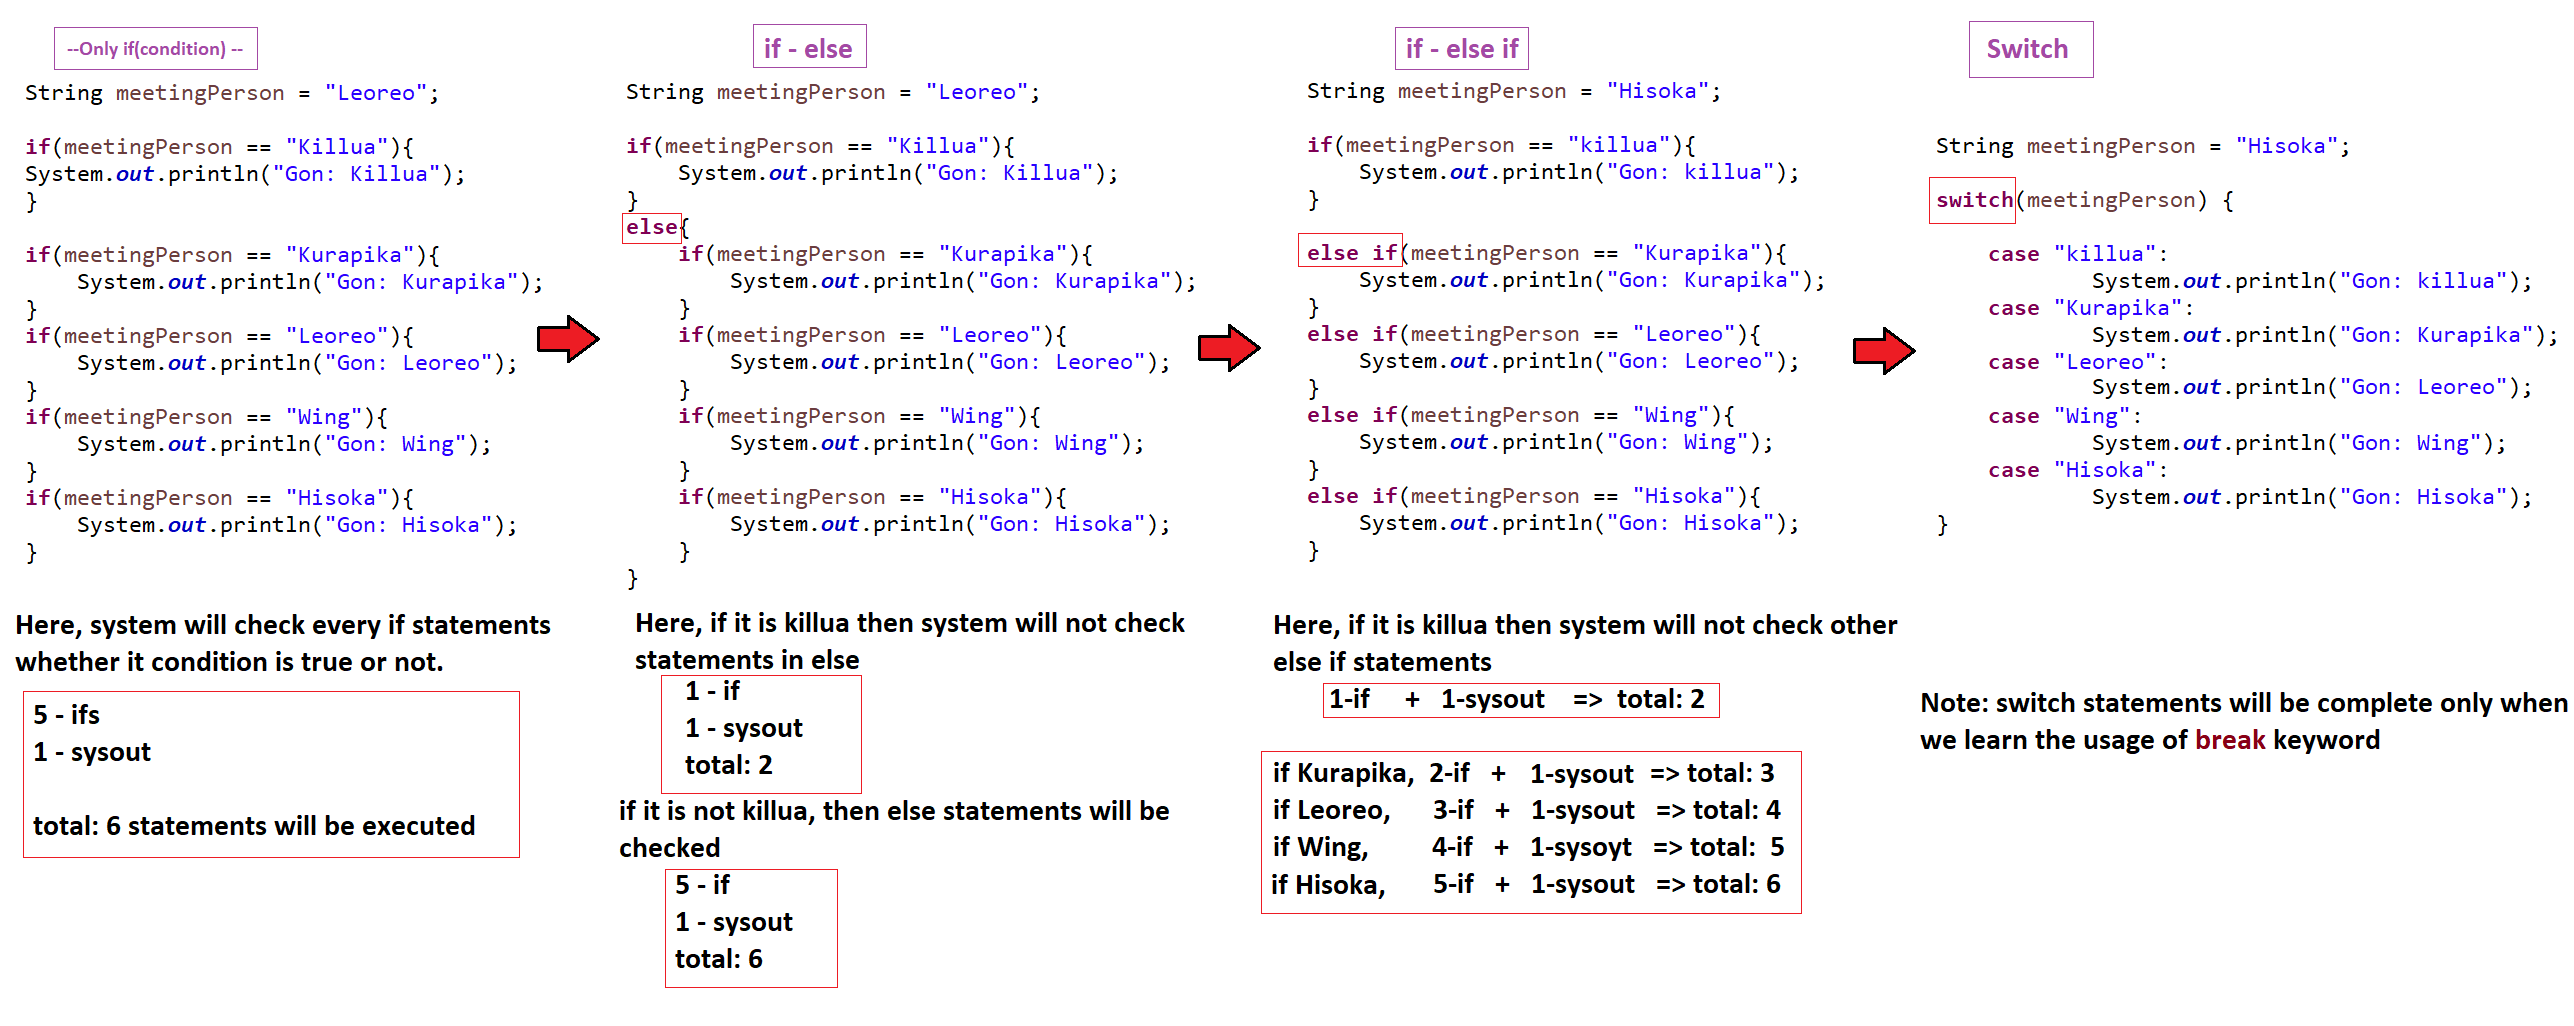 --Only if(condition) --
String meetingPerson = "Leoreo";
if(meetingPerson == "Killua"){
System.out.println("Gon: Killua");
}
if(meetingPerson == "Kurapika"){
System.out.println("Gon: Kurapika");
}
if(meetingPerson == "Leoreo"){
System.out.println("Gon: Leoreo");
}
if(meetingPerson == "Wing"){
System.out.println("Gon: Wing");
}
if(meetingPerson == "Hisoka"){
System.out.println("Gon: Hisoka");
}
Here, system will check every if statements
whether it condition is true or not.
5 - ifs
1 - sysout
total: 6 statements will be executed
if - else
String meetingPerson = "Leoreo";
if(meetingPerson == "Killua"){
System.out.println("Gon: Killua");
}
else{
if(meetingPerson == "Kurapika"){
System.out.println("Gon: Kurapika");
}
if(meetingPerson == "Leoreo"){
System.out.println("Gon: Leoreo");
}
if(meetingPerson == "Wing"){
System.out.println("Gon: Wing");
}
if(meetingPerson == "Hisoka"){
System.out.println("Gon: Hisoka");
}
}
Here, if it is killua then system will not check
statements in else
1 - if
1 - sysout
total: 2
if it is not killua, then else statements will be
checked
5 - if
1 - sysout
total: 6
if - else if
String meetingPerson = "Hisoka";
if(meetingPerson == "killua"){
System.out.println("Gon: killua");
}
else if(meetingPerson == "Kurapika"){
System.out.println("Gon: Kurapika");
}
else if(meetingPerson == "Leoreo"){
System.out.println("Gon: Leoreo");
}
else if(meetingPerson == "Wing"){
System.out.println("Gon: Wing");
}
else if(meetingPerson == "Hisoka"){
System.out.println("Gon: Hisoka");
}
Here, if it is killua then system will not check other
else if statements
1-if + 1-sysout => total: 2
if Kurapika, 2-if + 1-sysout => total: 3
if Leoreo, 3-if + 1-sysout => total: 4
if Wing, 4-if + 1-sysoyt => total: 5
if Hisoka, 5-if + 1-sysout => total: 6
Switch
String meetingPerson = "Hisoka";
switch(meetingPerson) {
case "killua":
System.out.println("Gon: killua");
case "Kurapika":
System.out.println("Gon: Kurapika");
case "Leoreo":
System.out.println("Gon: Leoreo");
case "Wing":
System.out.println("Gon: Wing");
case "Hisoka":
System.out.println("Gon: Hisoka");
}
Note: switch statements will be complete only when
we learn the usage of break keyword